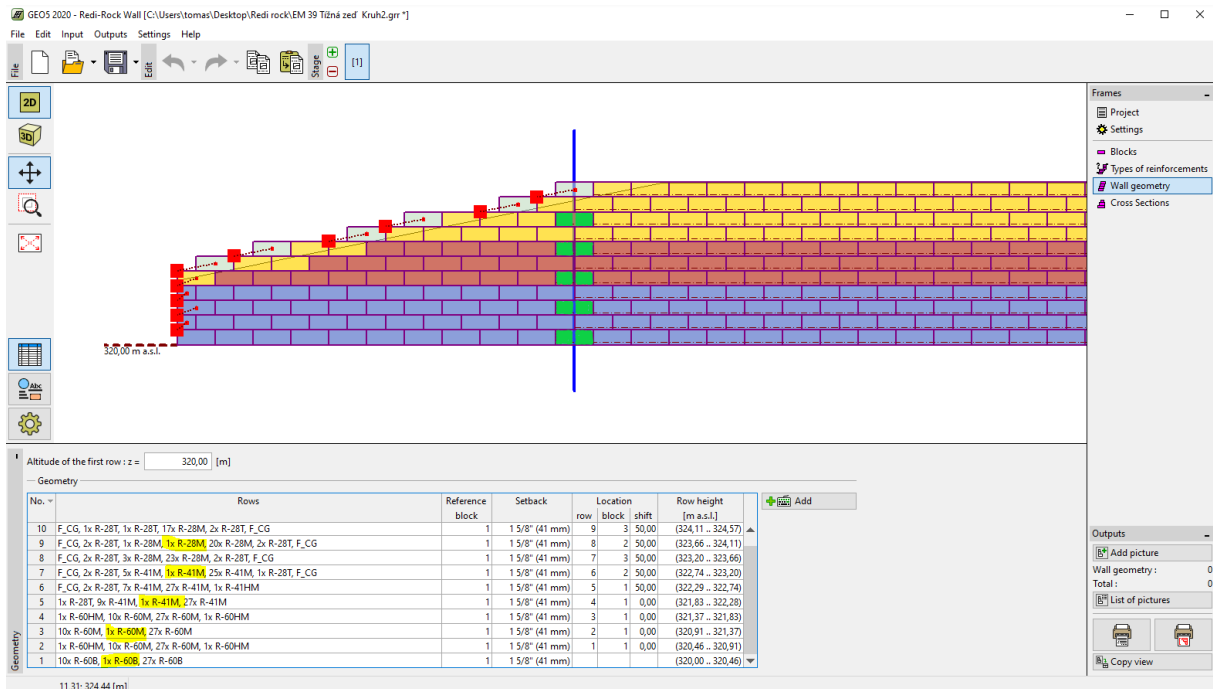 GEO5 2020 - Redi-Rock Wall [C:\Users\tomas\Desktop\Redi rock\EM 39 Tížná zeď Kruh2.grr *]
File Edit Input Outputs Settings Help
File
Edit
Stage
[1]
2D
3D
Abc
320,00 m a.s.l.
Frames
Project
Settings
Blocks
Types of reinforcements
Wall geometry
Cross Sections
Altitude of the first row : z = 320,00 [m]
Geometry
No. Rows Reference block Setback Location row block shift Row height [m a.s.l.]
10 F_CG, 1x R-28T, 1x R-28T, 17x R-28M, 2x R-28T, F_CG 1 1 5/8" (41 mm) 9 3 50,00 (324,11 .. 324,57)
9 F_CG, 2x R-28T, 1x R-28M, 1x R-28M, 20x R-28M, 2x R-28T, F_CG 1 1 5/8" (41 mm) 8 2 50,00 (323,66 .. 324,11)
8 F_CG, 2x R-28T, 3x R-28M, 23x R-28M, 2x R-28T, F_CG 1 1 5/8" (41 mm) 7 3 50,00 (323,20 .. 323,66)
7 F_CG, 2x R-28T, 5x R-41M, 1x R-41M, 25x R-41M, 1x R-28T, F_CG 1 1 5/8" (41 mm) 6 2 50,00 (322,74 .. 323,20)
6 F_CG, 2x R-28T, 7x R-41M, 27x R-41M, 1x R-41HM 1 1 5/8" (41 mm) 5 1 50,00 (322,29 .. 322,74)
5 1x R-28T, 9x R-41M, 1x R-41M, 27x R-41M 1 1 5/8" (41 mm) 4 1 0,00 (321,83 .. 322,28)
4 1x R-60HM, 10x R-60M, 27x R-60M, 1x R-60HM 1 1 5/8" (41 mm) 3 1 0,00 (321,37 .. 321,83)
3 10x R-60M, 1x R-60M, 27x R-60M 1 1 5/8" (41 mm) 2 1 0,00 (320,91 .. 321,37)
2 1x R-60HM, 10x R-60M, 27x R-60M, 1x R-60HM 1 1 5/8" (41 mm) 1 1 0,00 (320,46 .. 320,91)
1 10x R-60B, 1x R-60B, 27x R-60B 1 1 5/8" (41 mm) (320,00 .. 320,46)
Add
Geometry
Outputs
Add picture
Wall geometry : 0
Total : 0
List of pictures
Copy view
11,31; 324,44 [m]